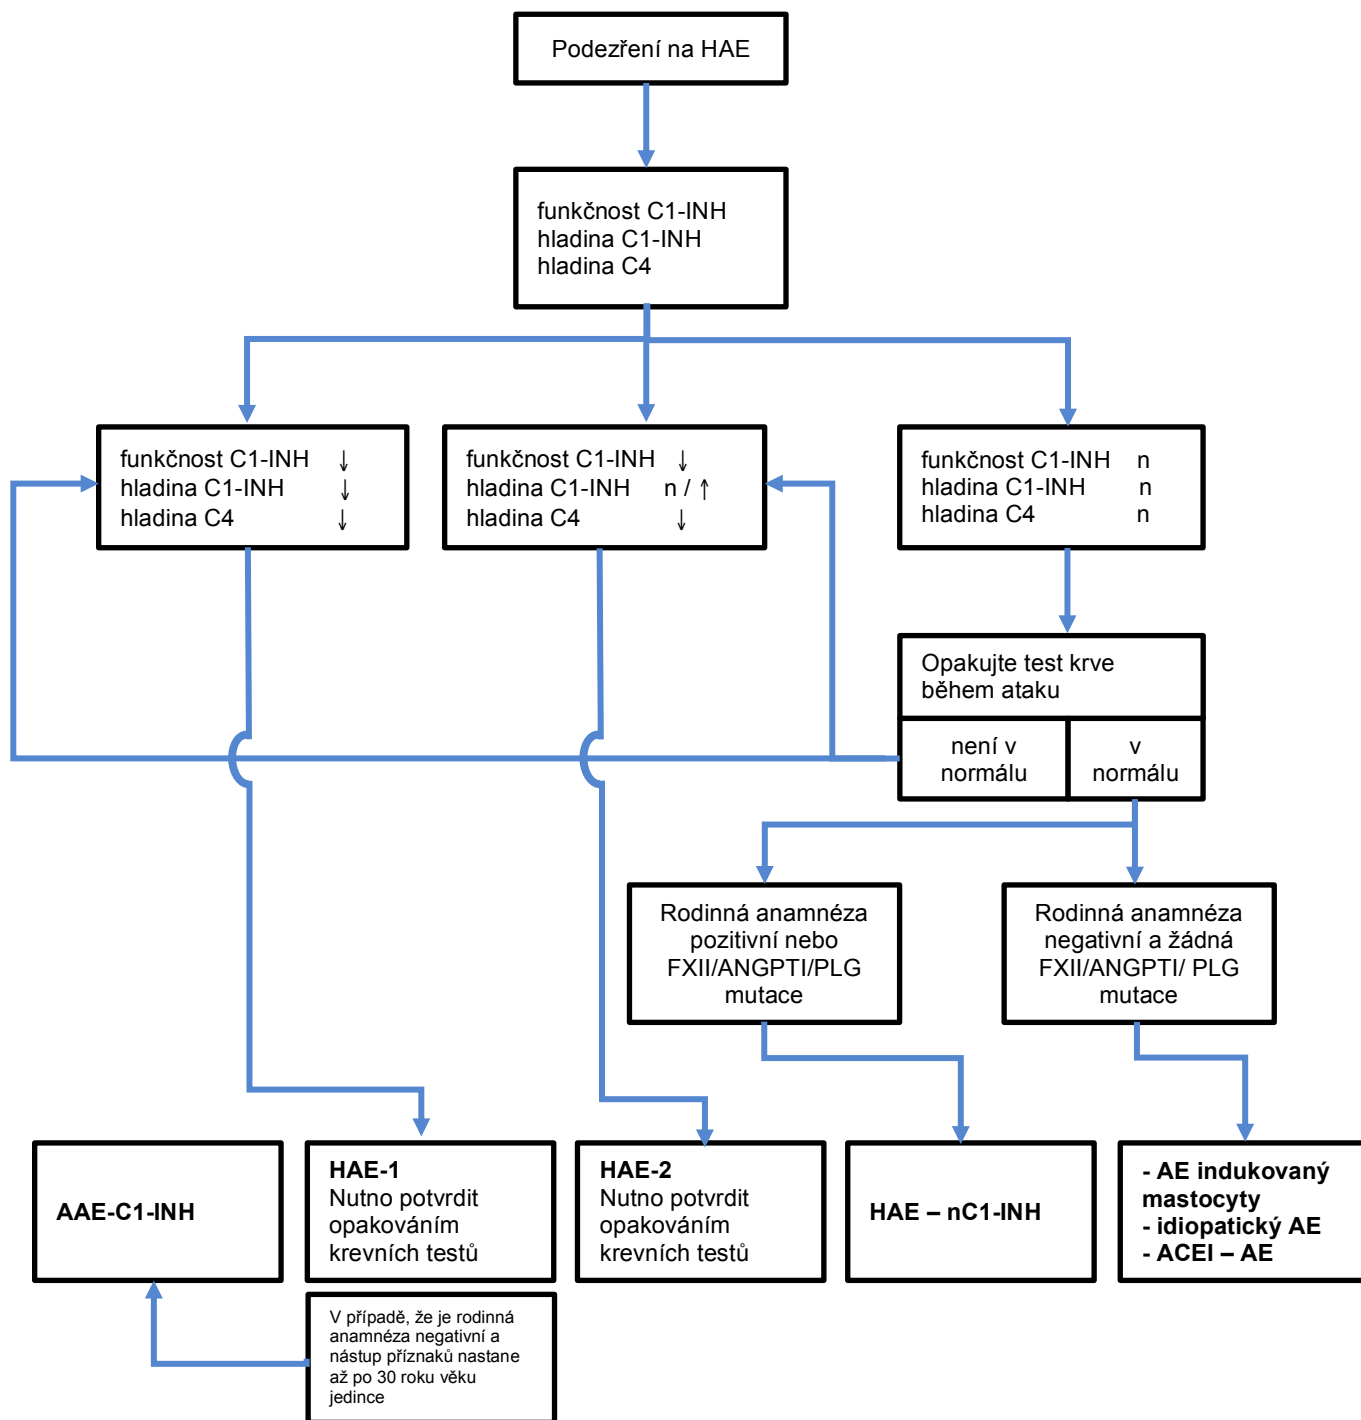 Podezření na HAE
funkčnost C1-INH
hladina C1-INH
hladina C4
funkčnost C1-INH ↓
hladina C1-INH ↓
hladina C4 ↓
funkčnost C1-INH ↓
hladina C1-INH n / ↑
hladina C4 ↓
funkčnost C1-INH n
hladina C1-INH n
hladina C4 n
Opakujte test krve
během ataku
není v
normálu
v
normálu
Rodinná anamnéza
pozitivní nebo
FXII/ANGPTI/PLG
mutace
Rodinná anamnéza
negativní a žádná
FXII/ANGPTI/ PLG
mutace
AAE-C1-INH
HAE-1
Nutno potvrdit
opakováním
krevních testů
HAE-2
Nutno potvrdit
opakováním
krevních testů
HAE – nC1-INH
- AE indukovaný
mastocyty
- idiopatický AE
- ACEI – AE
V případě, že je rodinná
anamnéza negativní a
nástup příznaků nastane
až po 30 roku věku
jedince